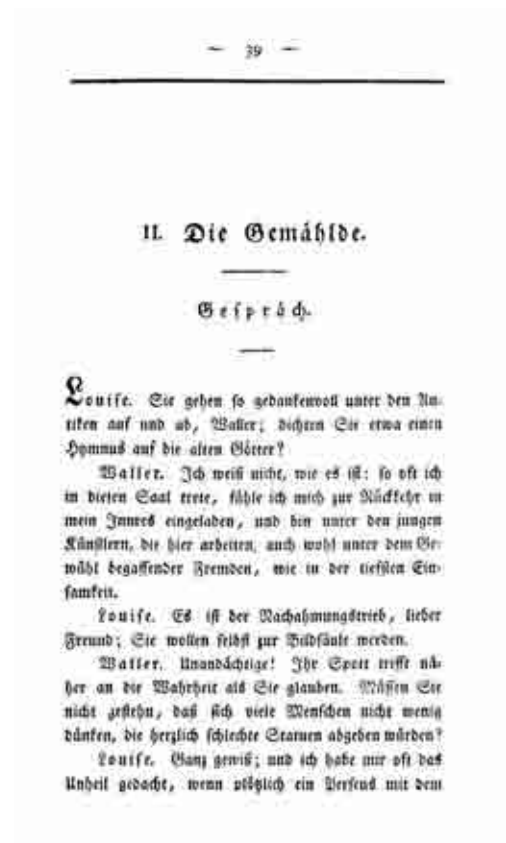 — 39 —
II. Die Gemählde.
Gespräch.
Louise. Sie gehen so gedankenvoll unter den An-
tiken auf und ab, Waller; dichten Sie etwa einen
Hymnus auf die alten Götter?
Waller. Ich weiß nicht, wie es ist: so oft ich
in diesen Saal trete, fühle ich mich zur Rückkehr in
mein Innres eingeladen, und bin unter den jungen
Künstlern, die hier arbeiten, auch wohl unter dem Ge-
wühl begaffender Fremden, wie in der tiefsten Ein-
samkeit.
Louise. Es ist der Nachahmungstrieb, lieber
Freund; Sie wollen selbst zur Bildsäule werden.
Waller. Unandächtige! Ihr Spott trifft nä-
her an die Wahrheit als Sie glauben. Müssen Sie
nicht gestehn, daß sich viele Menschen nicht wenig
dünken, die herzlich schlechte Statuen abgeben würden?
Louise. Ganz gewiß; und ich habe mir oft das
Unheil gedacht, wenn plötzlich ein Perseus mit dem